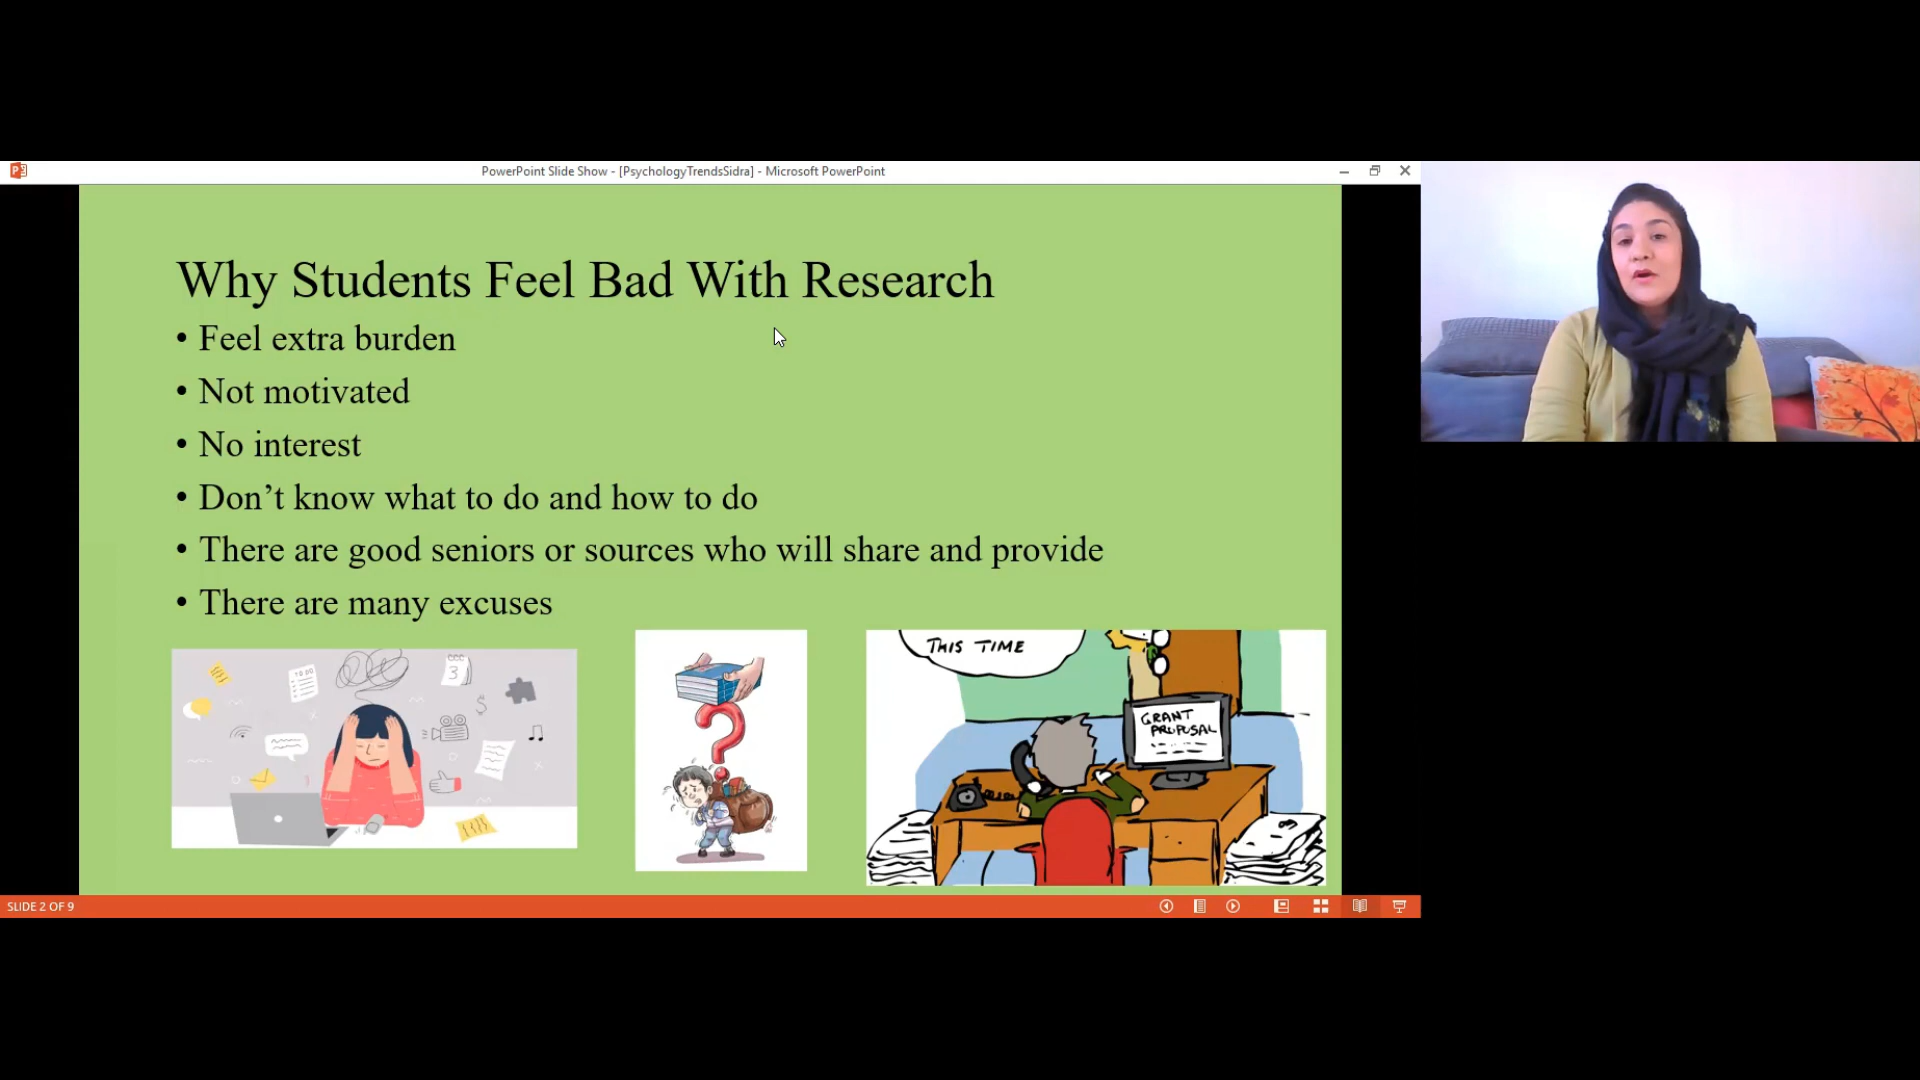 PowerPoint Slide Show - [PsychologyTrendsSidra] - Microsoft PowerPoint
Why Students Feel Bad With Research
• Feel extra burden
• Not motivated
• No interest
• Don’t know what to do and how to do
• There are good seniors or sources who will share and provide
• There are many excuses
3
$
THIS TIME
GRANT
PROPOSAL
SLIDE 2 OF 9